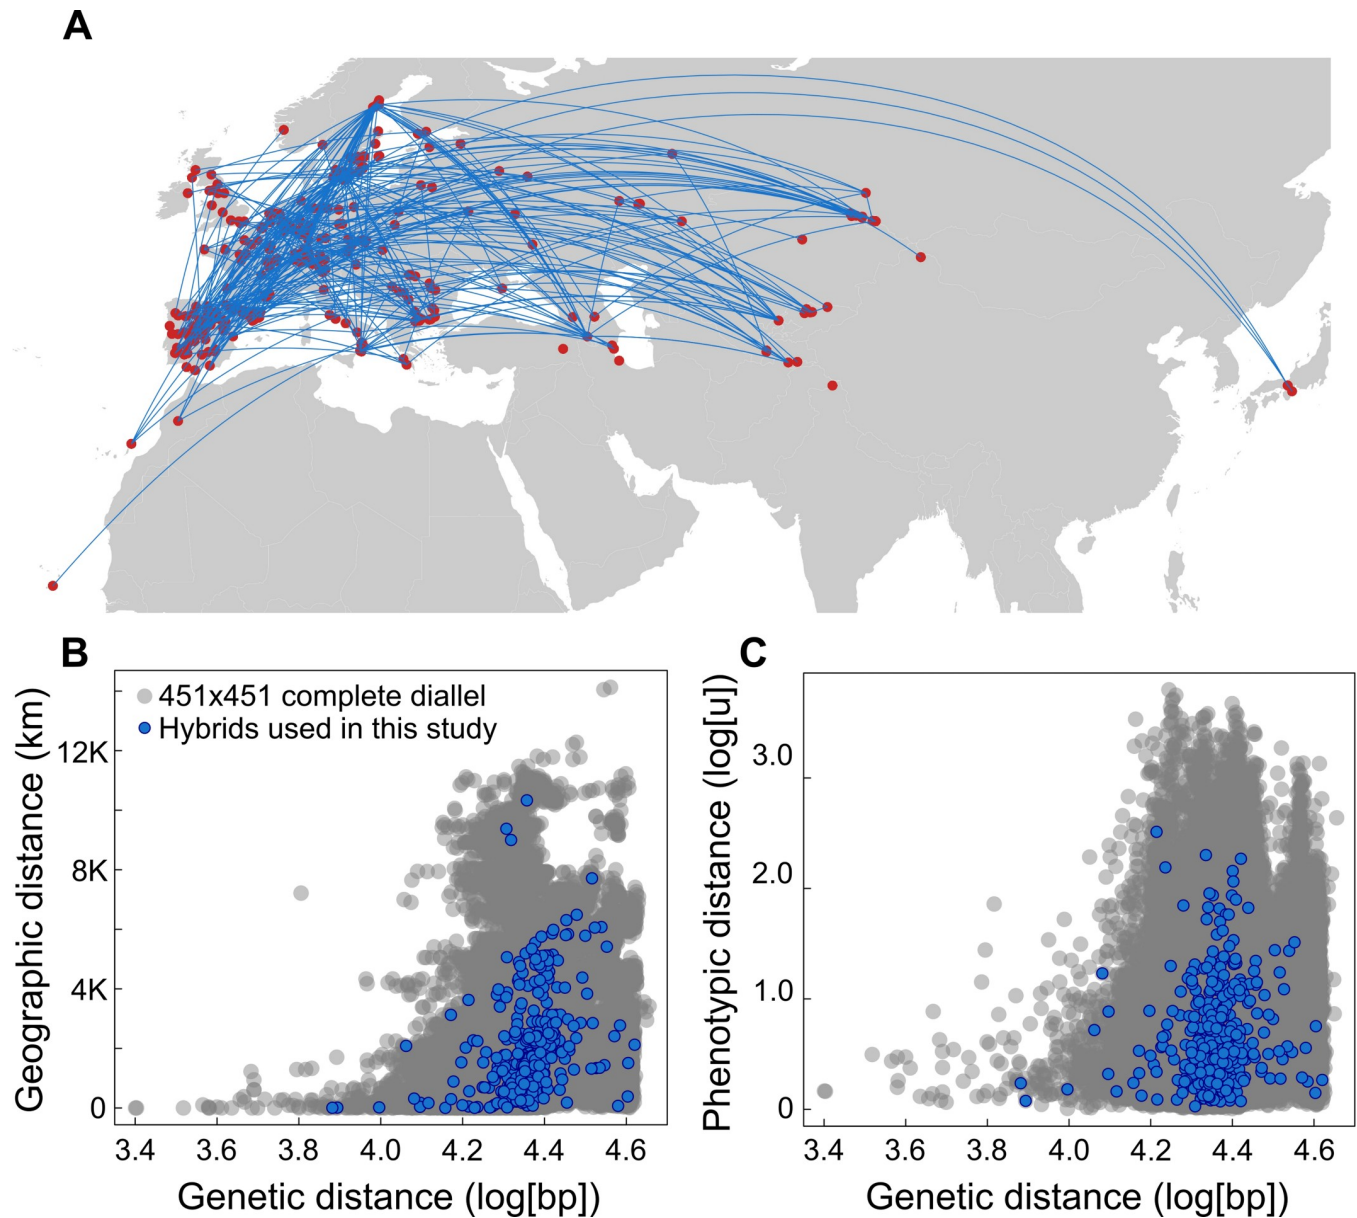 A
B
Geographic distance (km)
12K
8K
4K
0
451x451 complete diallel
Hybrids used in this study
3.4 3.6 3.8 4.0 4.2 4.4 4.6
Genetic distance (log[bp])
C
Phenotypic distance (log[u])
3.0
2.0
1.0
0
3.4 3.6 3.8 4.0 4.2 4.4 4.6
Genetic distance (log[bp])